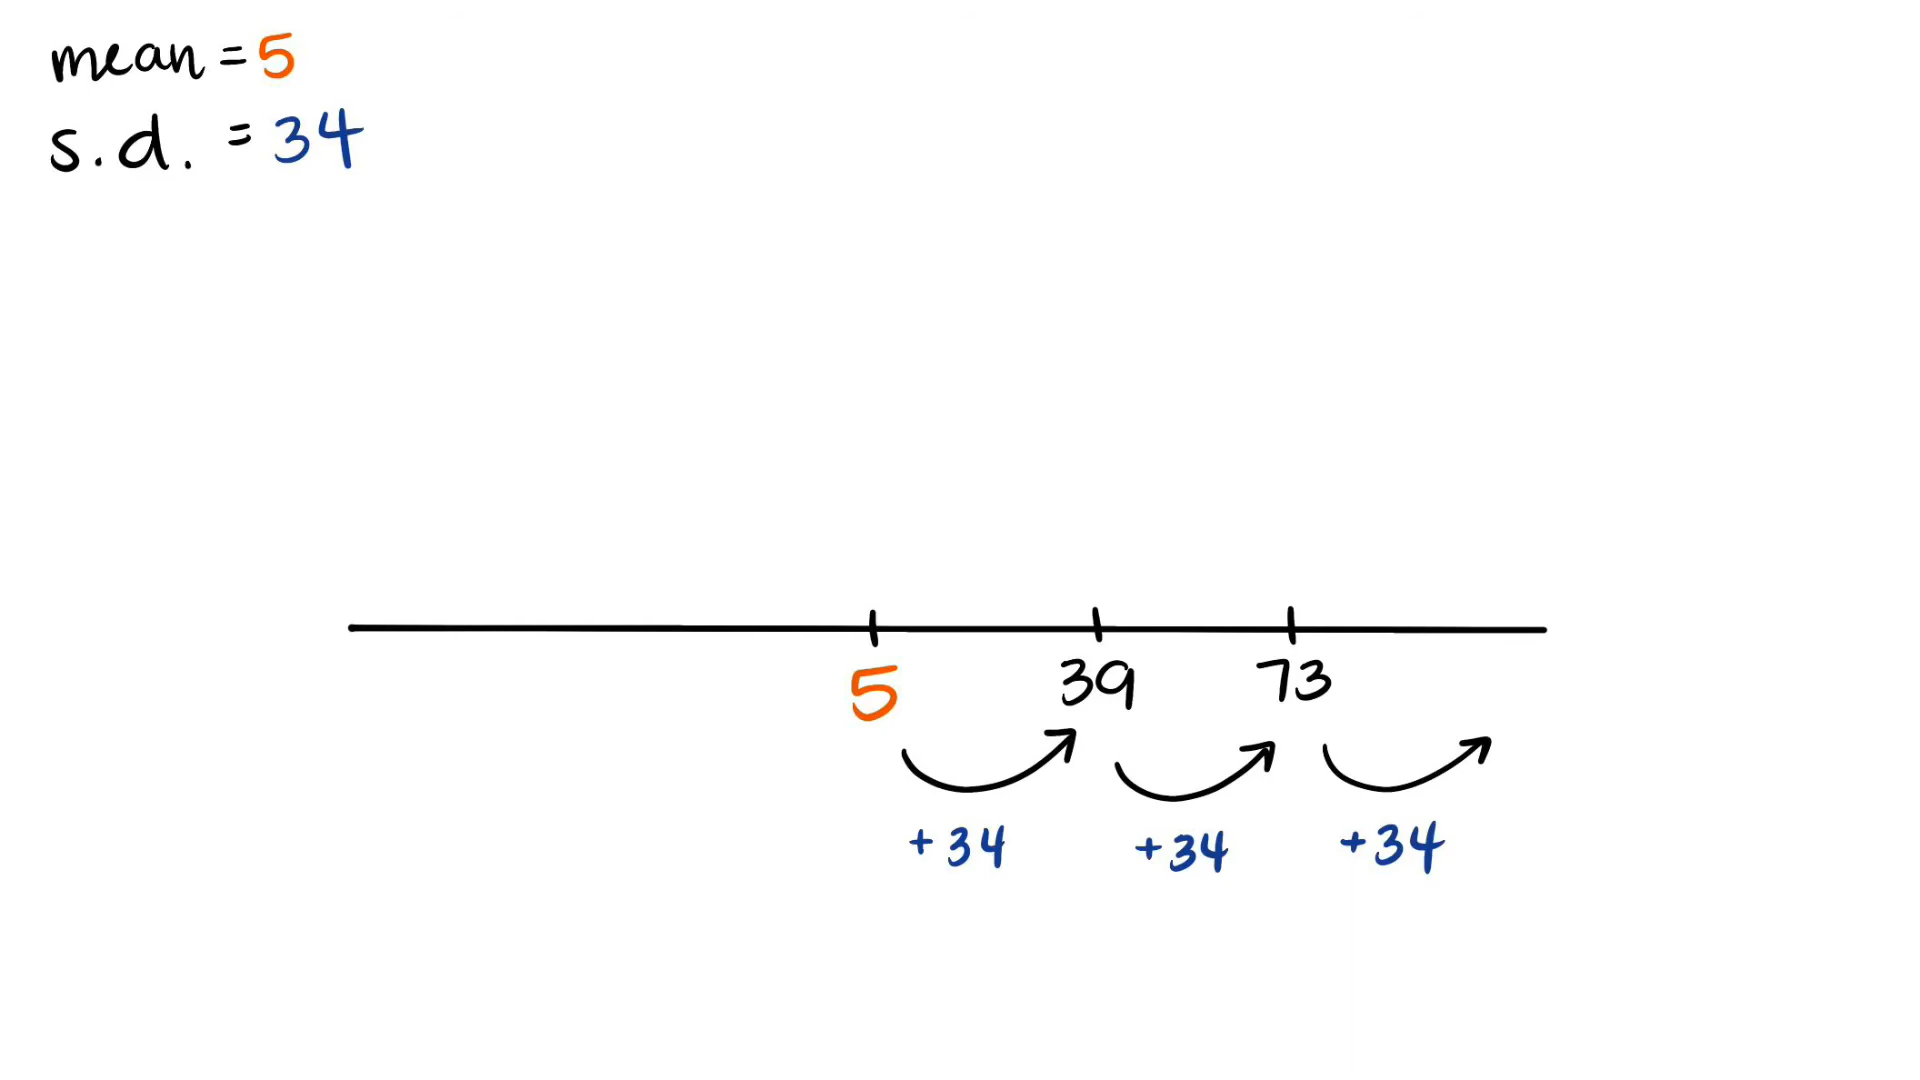 mean = 5
s.d. = 34
5 39 73
+34 +34 +34